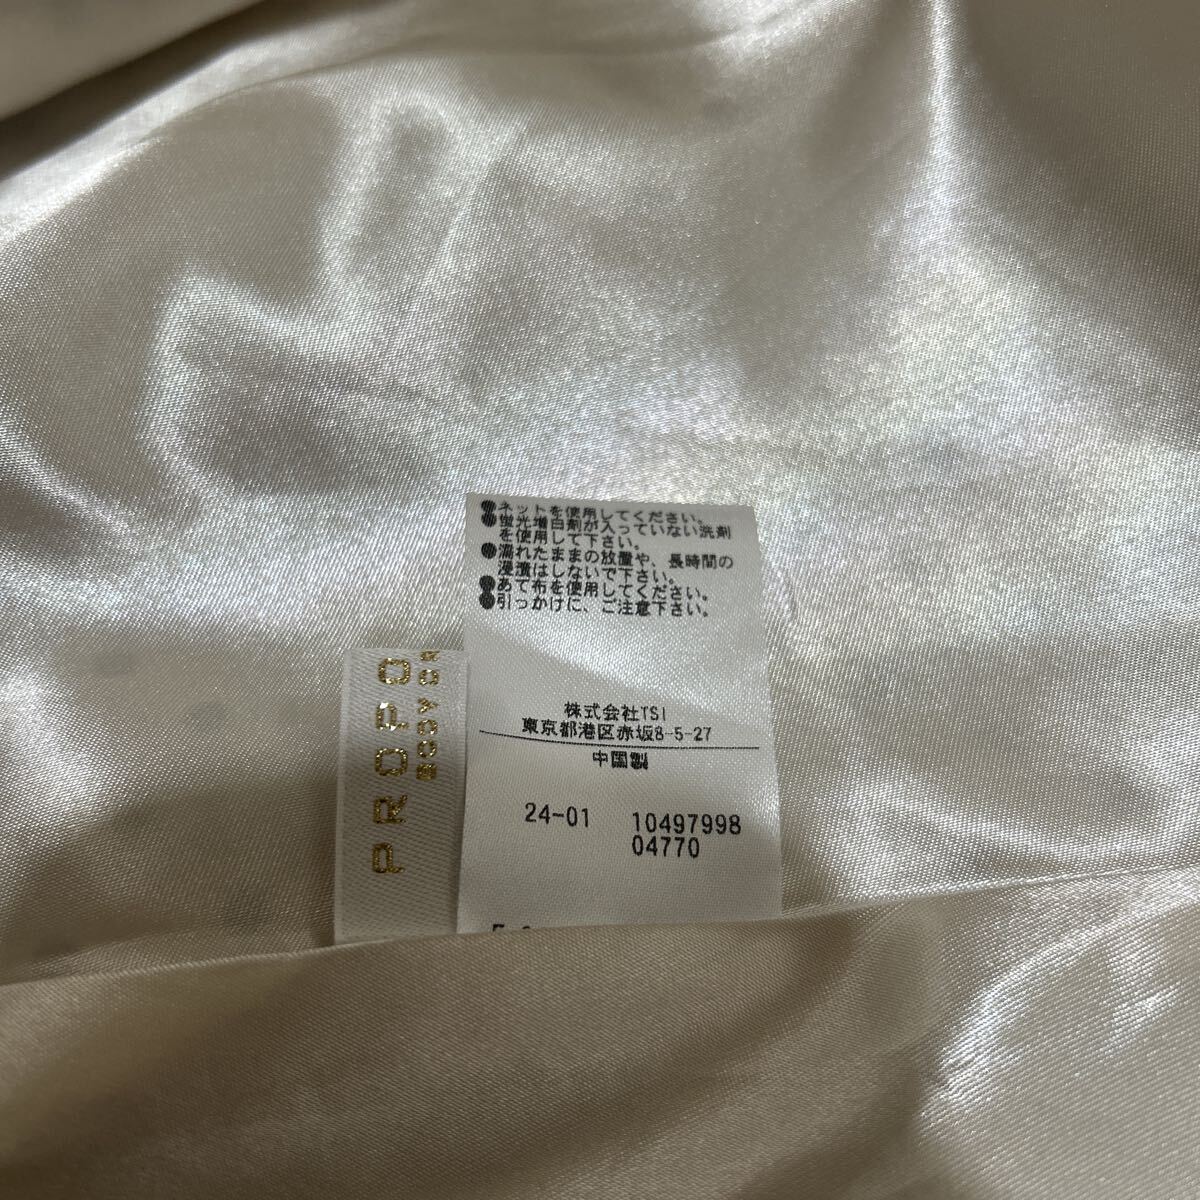 ●ネットを使用してください。
●蛍光増白剤が入っていない洗剤
を使用して下さい。
●濡れたままの放置や、長時間の
浸漬はしないで下さい。
●あて布を使用してください。
●引っかけに、ご注意下さい。
株式会社TSI
東京都港区赤坂8-5-27
中国製
24-01 10497998
04770
PROPO
BODY DR